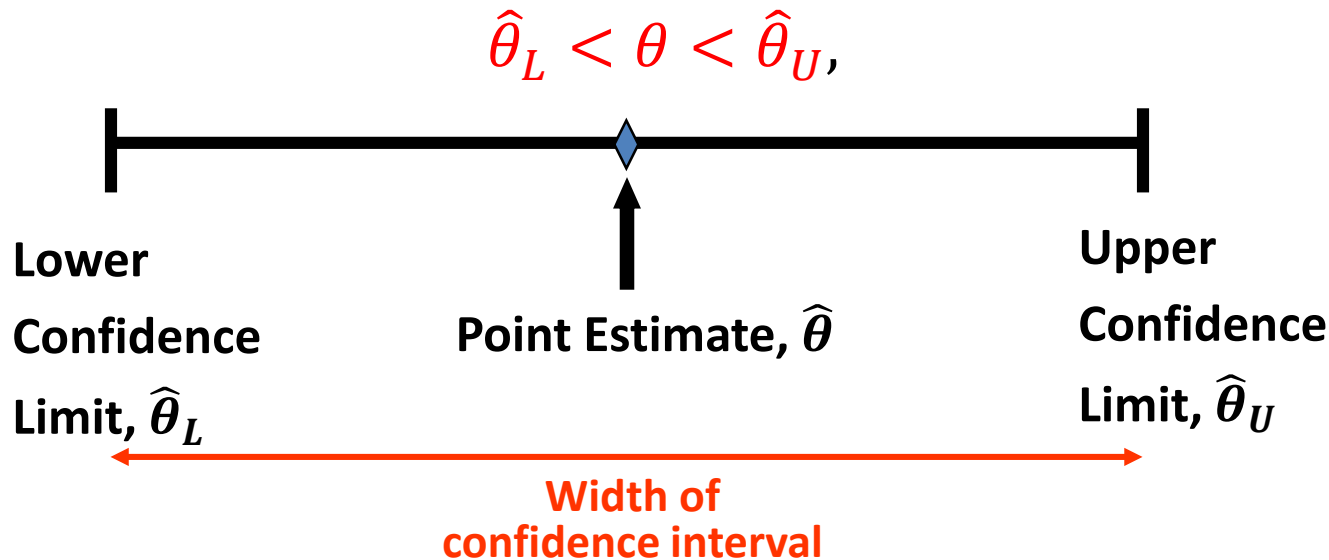 θ̂_L < θ < θ̂_U,
Lower
Confidence
Limit, θ̂_L
Point Estimate, θ̂
Upper
Confidence
Limit, θ̂_U
Width of
confidence interval